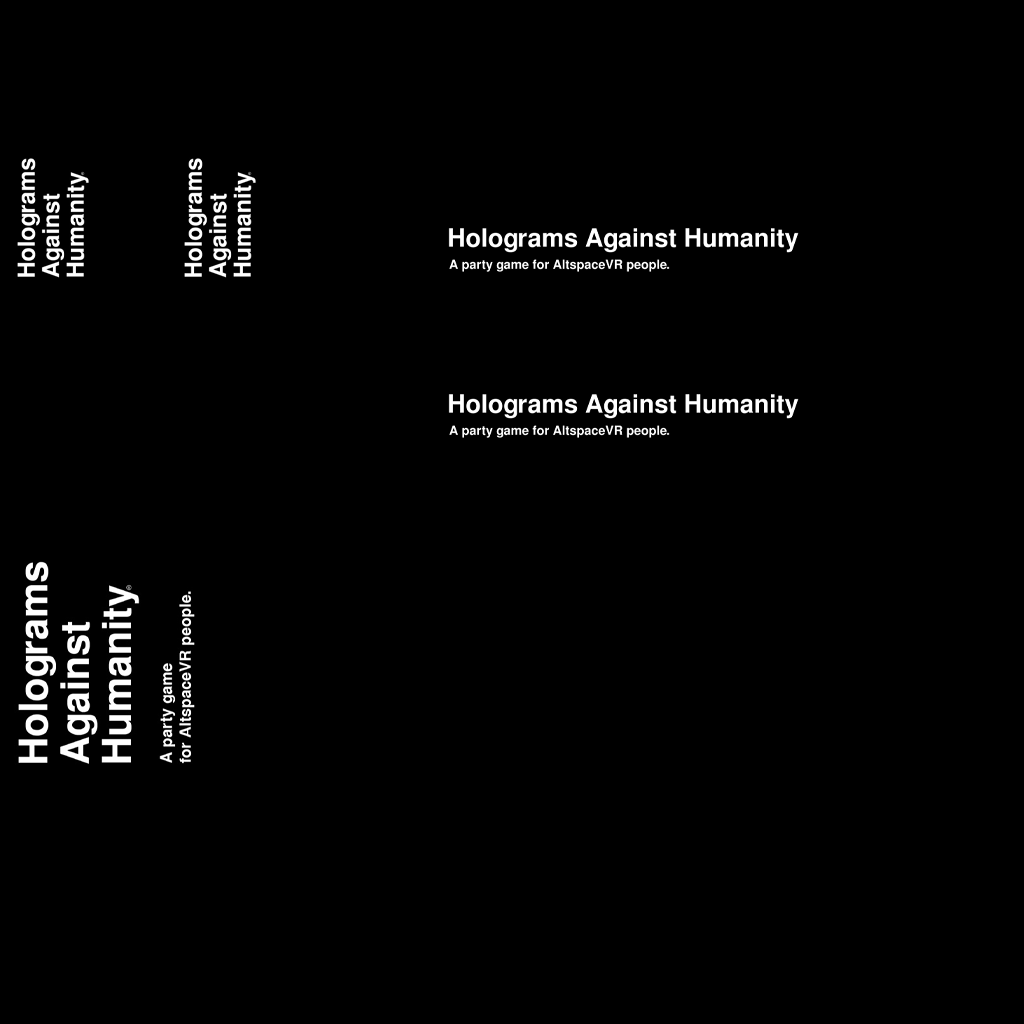 Holograms
Against
Humanity
Holograms
Against
Humanity
Holograms Against Humanity
A party game for AltspaceVR people.
Holograms Against Humanity
A party game for AltspaceVR people.
Holograms
Against
Humanity®
A party game
for AltspaceVR people.